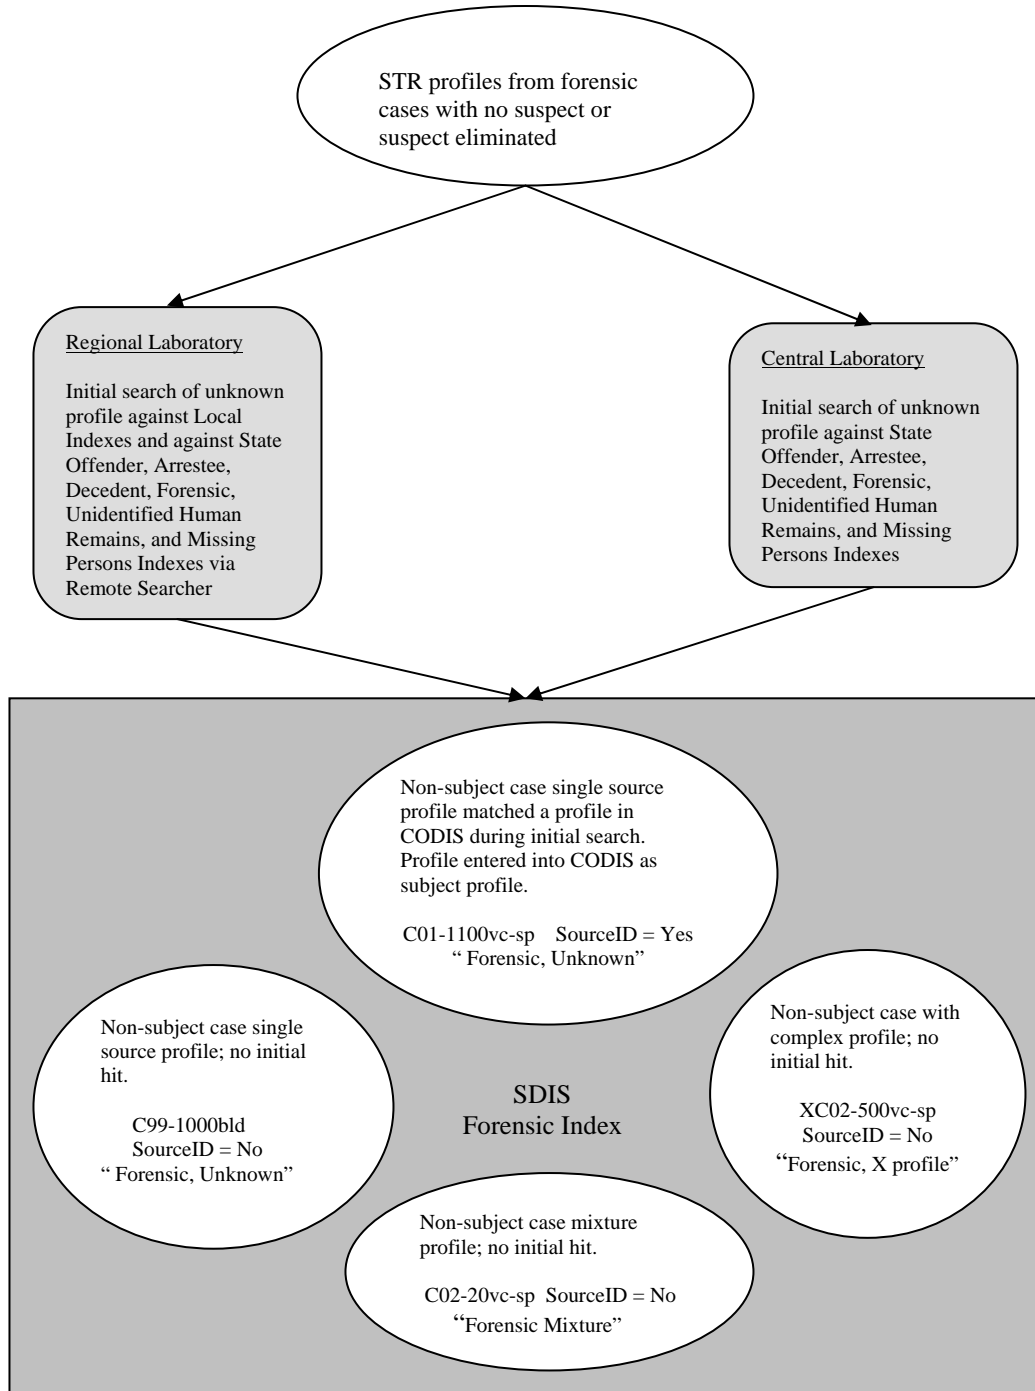 STR profiles from forensic
cases with no suspect or
suspect eliminated
Regional Laboratory
Initial search of unknown
profile against Local
Indexes and against State
Offender, Arrestee,
Decedent, Forensic,
Unidentified Human
Remains, and Missing
Persons Indexes via
Remote Searcher
Central Laboratory
Initial search of unknown
profile against State
Offender, Arrestee,
Decedent, Forensic,
Unidentified Human
Remains, and Missing
Persons Indexes
Non-subject case single source
profile matched a profile in
CODIS during initial search.
Profile entered into CODIS as
subject profile.
C01-1100vc-sp SourceID = Yes
“ Forensic, Unknown”
Non-subject case single
source profile; no initial
hit.
C99-1000bld
SourceID = No
“ Forensic, Unknown”
SDIS
Forensic Index
Non-subject case with
complex profile; no
initial hit.
XC02-500vc-sp
SourceID = No
“Forensic, X profile”
Non-subject case mixture
profile; no initial hit.
C02-20vc-sp SourceID = No
“Forensic Mixture”